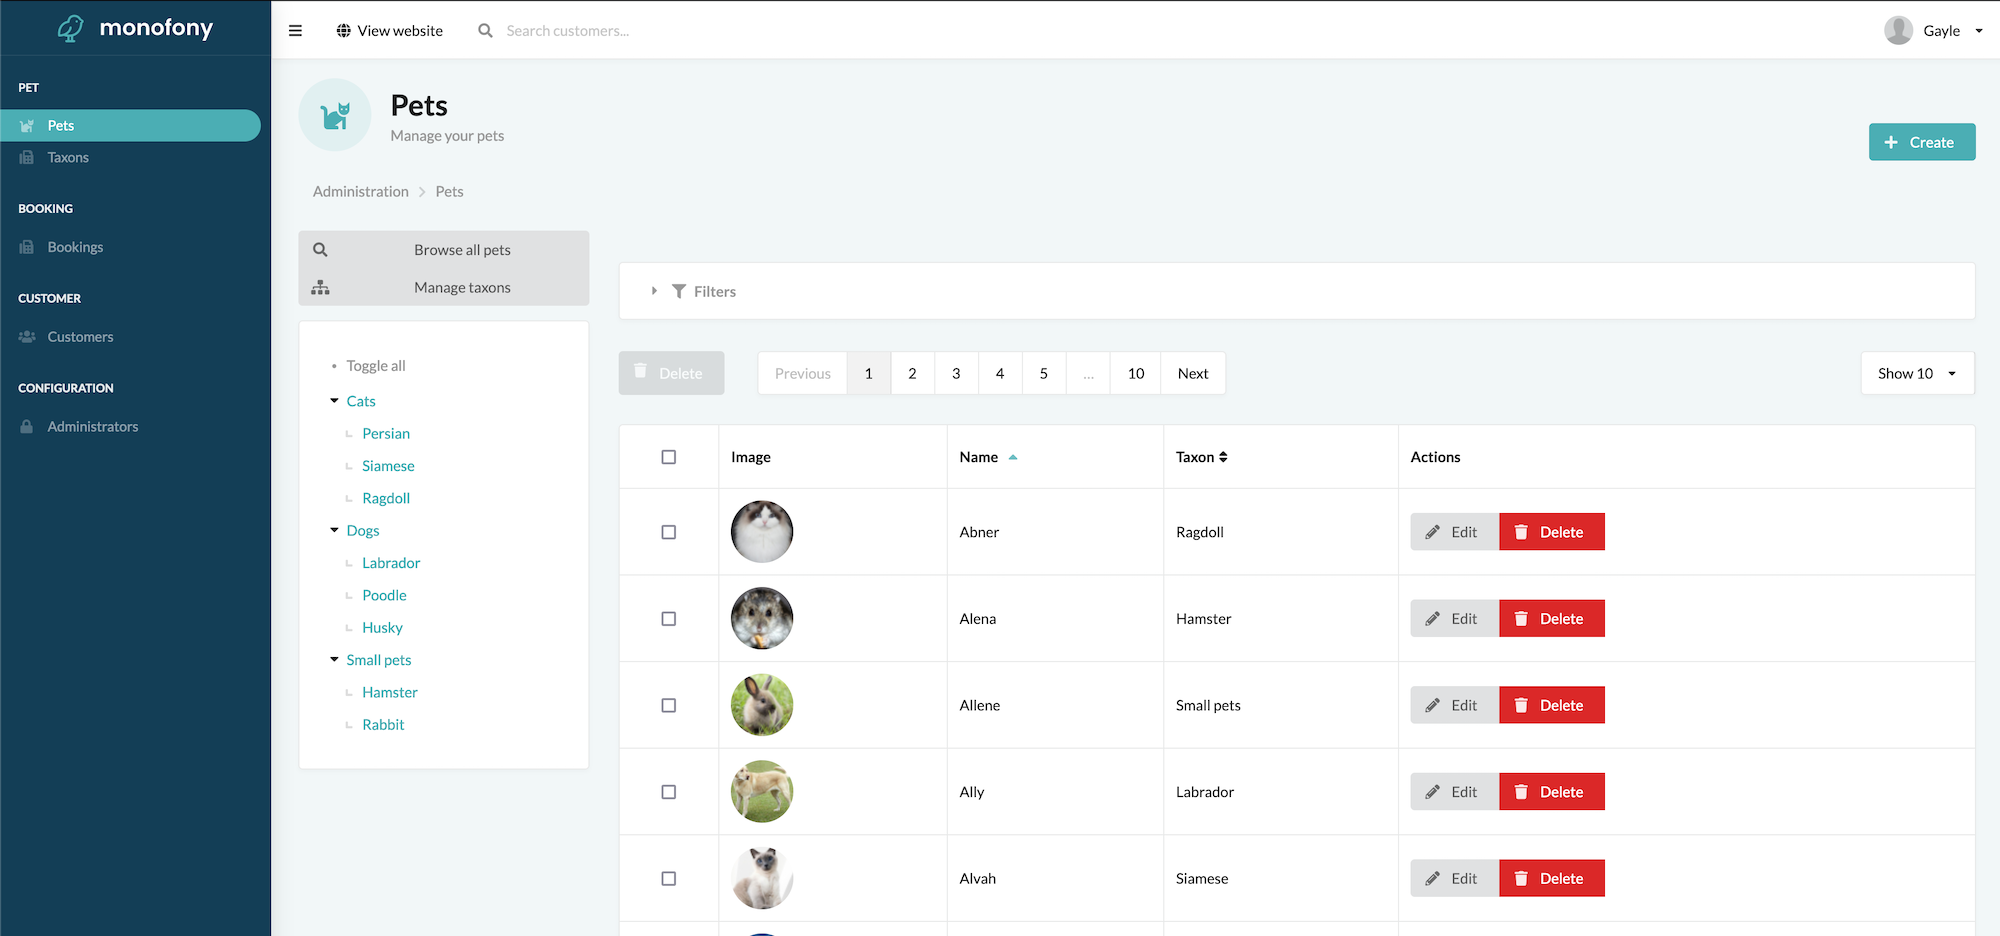 monofony
View website
Search customers...
Gayle
PET
Pets
Taxons
BOOKING
Bookings
CUSTOMER
Customers
CONFIGURATION
Administrators
Pets
Manage your pets
Create
Administration Pets
Browse all pets
Manage taxons
Toggle all
Cats
Persian
Siamese
Ragdoll
Dogs
Labrador
Poodle
Husky
Small pets
Hamster
Rabbit
Filters
Delete
Previous 1 2 3 4 5 ... 10 Next
Show 10
Image Name Taxon Actions
Abner Ragdoll Edit Delete
Alena Hamster Edit Delete
Allene Small pets Edit Delete
Ally Labrador Edit Delete
Alvah Siamese Edit Delete